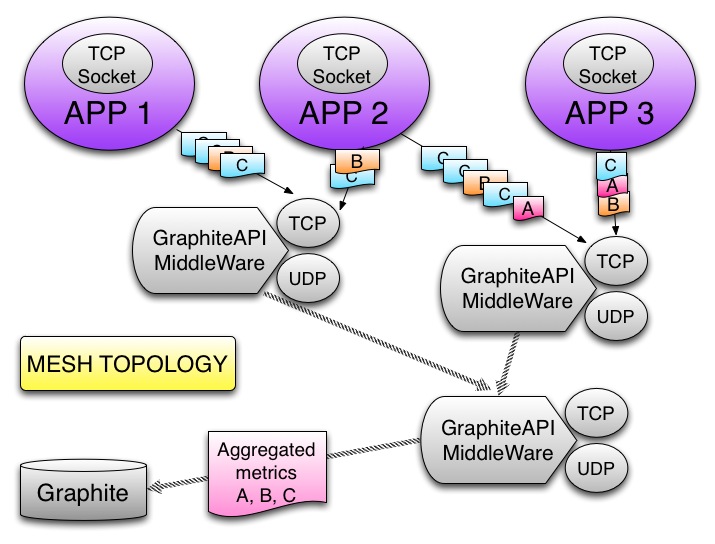 TCP
Socket
APP 1
TCP
Socket
APP 2
TCP
Socket
APP 3
C
B
C
C
C
B
C
A
C
A
B
TCP
UDP
GraphiteAPI
MiddleWare
TCP
UDP
GraphiteAPI
MiddleWare
MESH TOPOLOGY
GraphiteAPI
MiddleWare
TCP
UDP
Aggregated
metrics
A, B, C
Graphite